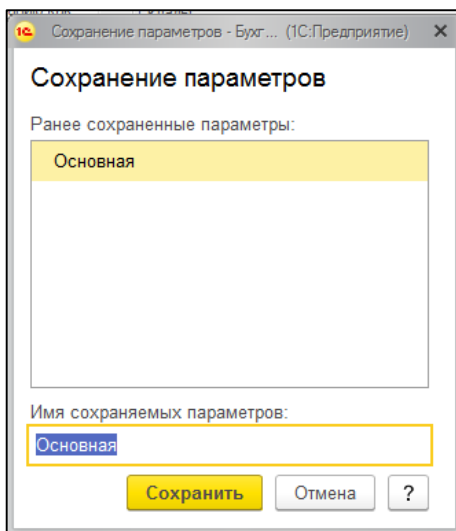 1С Сохранение параметров - Бухг... (1С:Предприятие) ×
Сохранение параметров
Ранее сохраненные параметры:
Основная
Имя сохраняемых параметров:
Основная
Сохранить Отмена ?